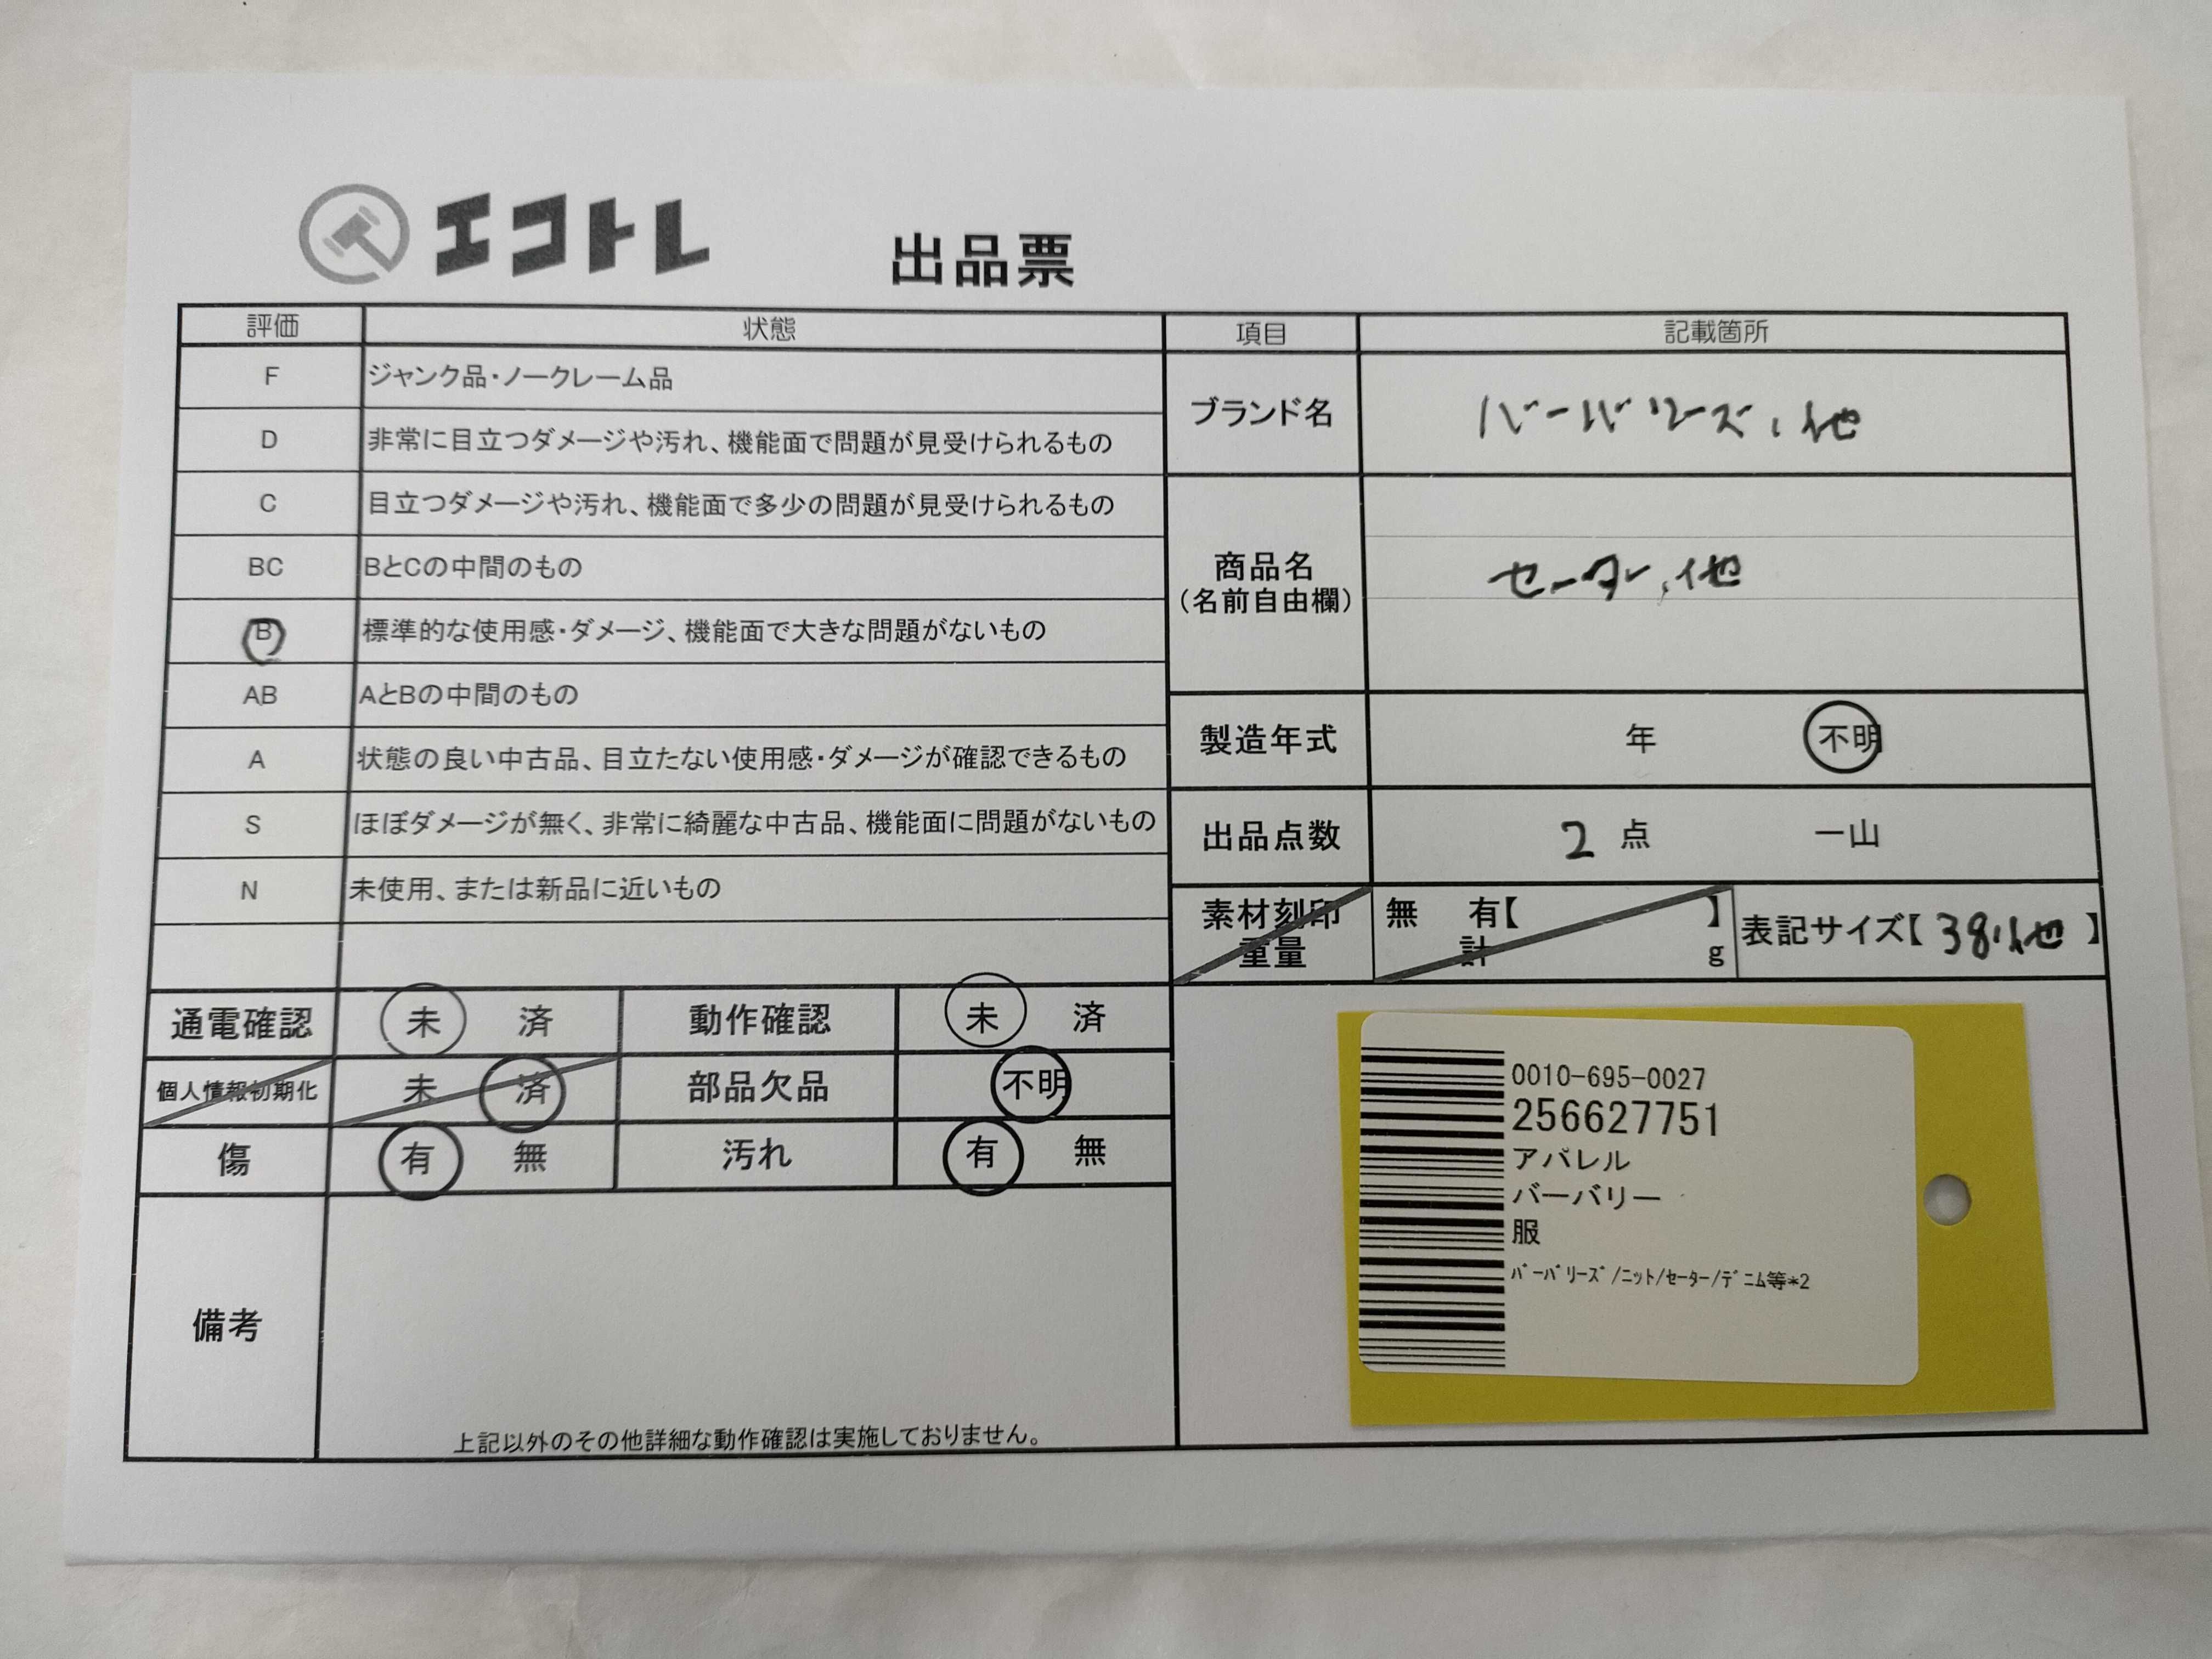 エコトレ
出品票
評価 状態 項目 記載箇所
F ジャンク品・ノークレーム品
D 非常に目立つダメージや汚れ、機能面で問題が見受けられるもの
C 目立つダメージや汚れ、機能面で多少の問題が見受けられるもの
BC BとCの中間のもの
B 標準的な使用感・ダメージ、機能面で大きな問題がないもの
AB AとBの中間のもの
A 状態の良い中古品、目立たない使用感・ダメージが確認できるもの
S ほぼダメージが無く、非常に綺麗な中古品、機能面に問題がないもの
N 未使用、または新品に近いもの
ブランド名 バーバリーズ、他
商品名
(名前自由欄)
セーター、他
製造年式 年 不明
出品点数 2 点 一山
素材刻印 無 有【 】
重量 計 g
表記サイズ【 38、他 】
通電確認 未 済 動作確認 未 済
個人情報初期化 未 済 部品欠品 不明
傷 有 無 汚れ 有 無
備考
上記以外のその他詳細な動作確認は実施しておりません。
0010-695-0027
256627751
アパレル
バーバリー
服
ﾊﾞｰﾊﾞﾘｰｽﾞ/ﾆｯﾄ/ｾｰﾀｰ/ﾃﾞﾆﾑ等*2